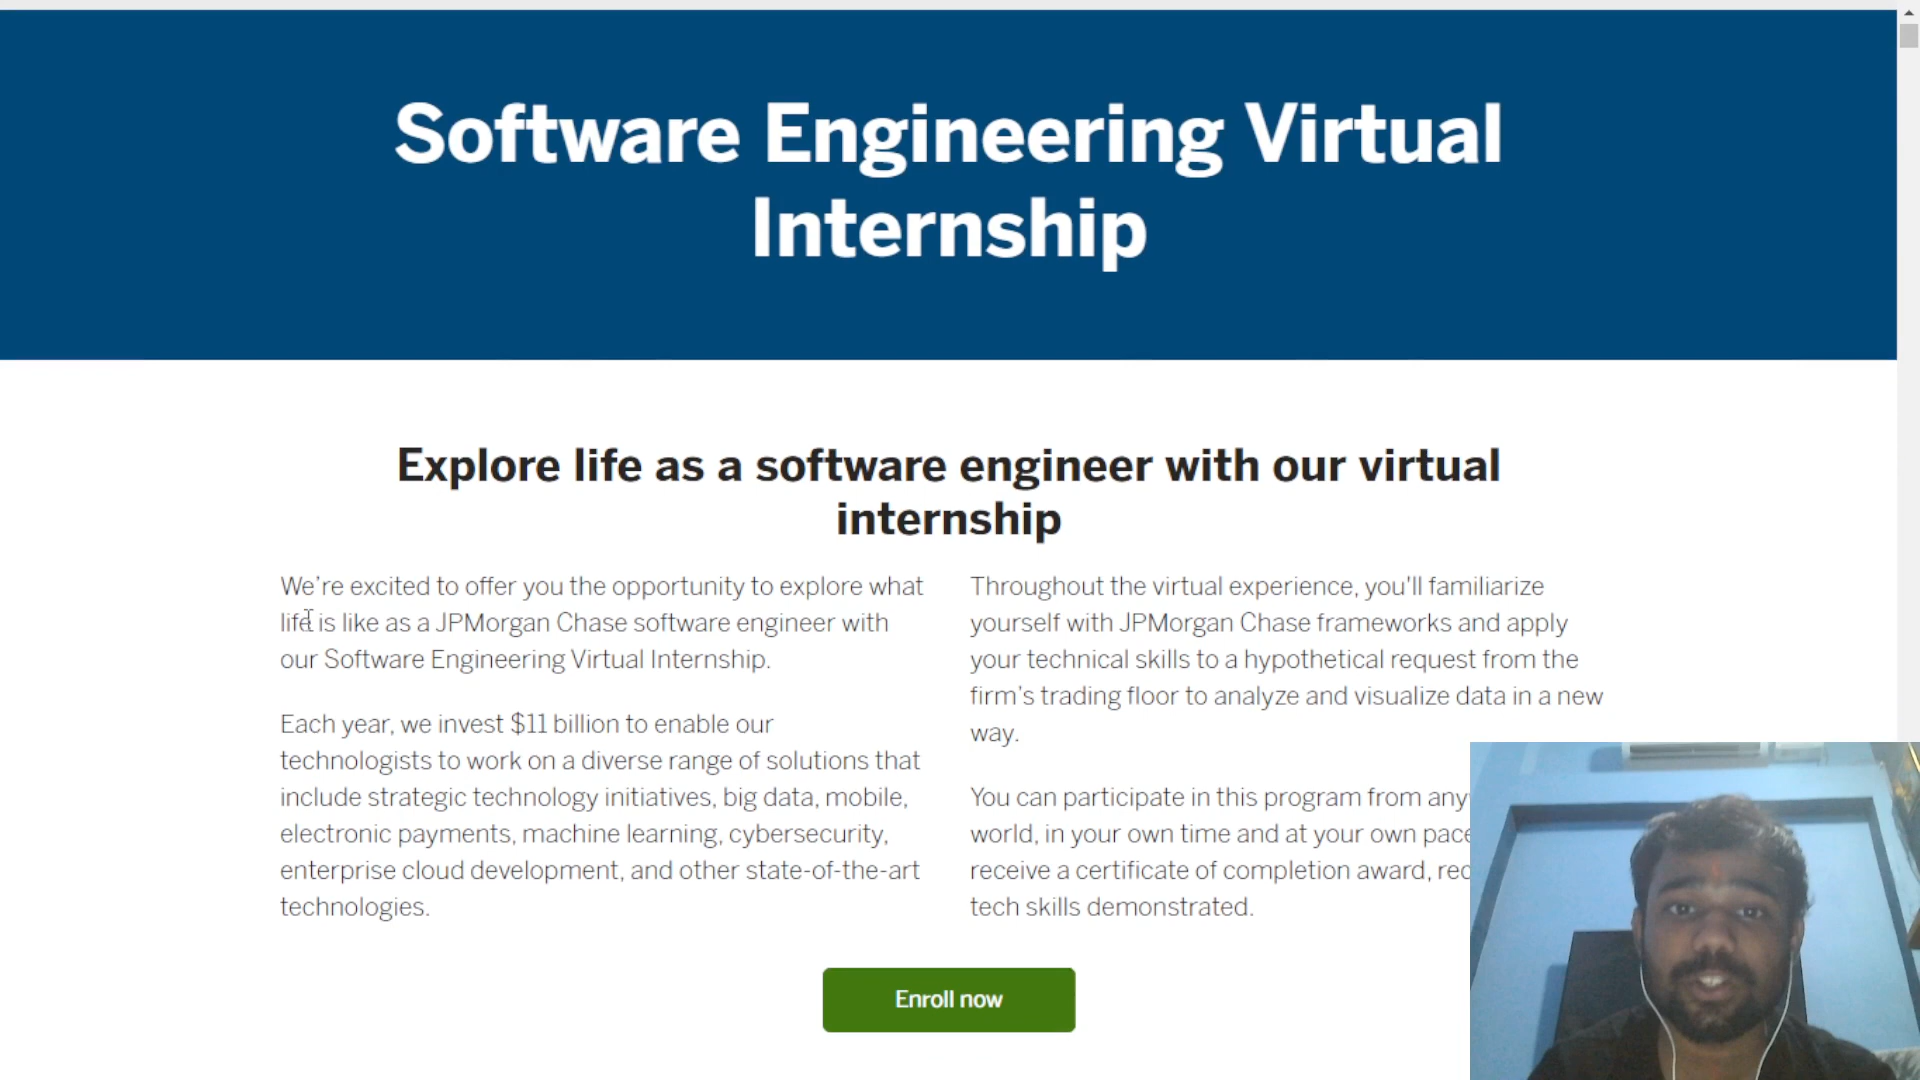 Software Engineering Virtual
Internship
Explore life as a software engineer with our virtual
internship
We're excited to offer you the opportunity to explore what
life is like as a JPMorgan Chase software engineer with
our Software Engineering Virtual Internship.
Each year, we invest $11 billion to enable our
technologists to work on a diverse range of solutions that
include strategic technology initiatives, big data, mobile,
electronic payments, machine learning, cybersecurity,
enterprise cloud development, and other state-of-the-art
technologies.
Throughout the virtual experience, you'll familiarize
yourself with JPMorgan Chase frameworks and apply
your technical skills to a hypothetical request from the
firm's trading floor to analyze and visualize data in a new
way.
You can participate in this program from any
world, in your own time and at your own pace
receive a certificate of completion award,
tech skills demonstrated.
Enroll now